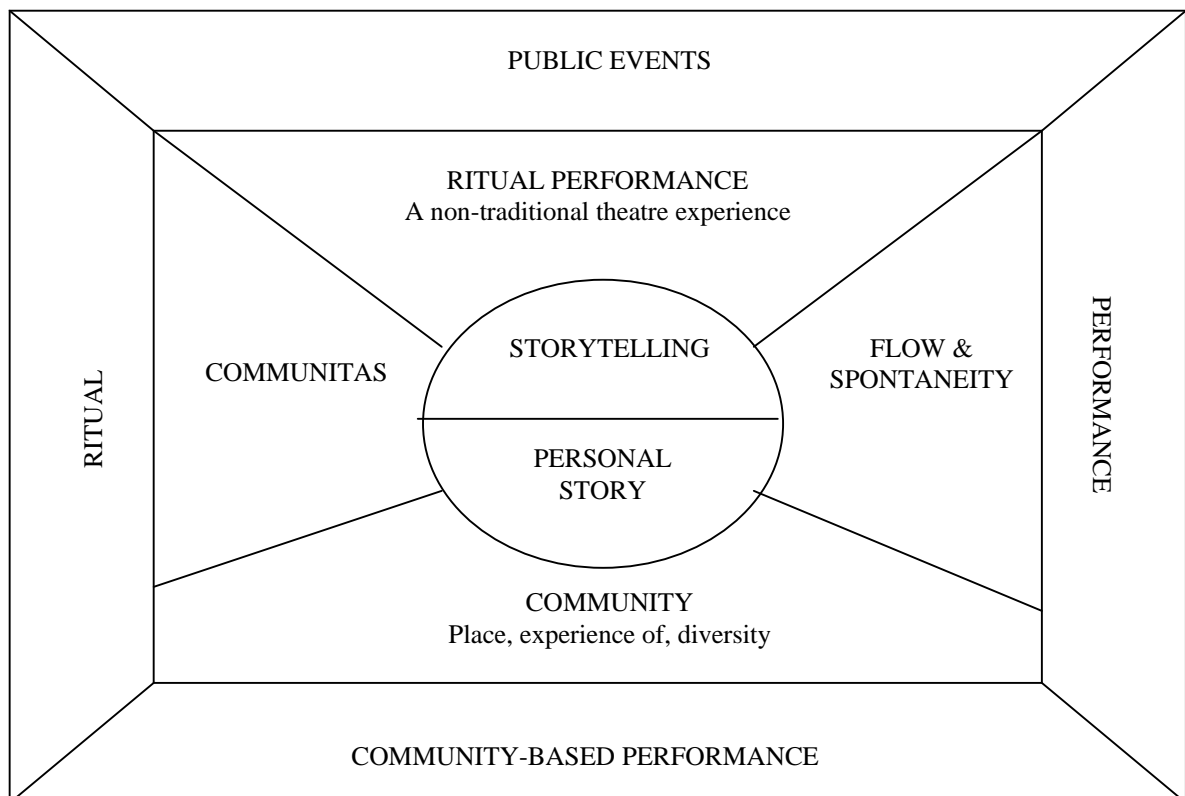 PUBLIC EVENTS
RITUAL PERFORMANCE
A non-traditional theatre experience
STORYTELLING
COMMUNITAS
FLOW &
SPONTANEITY
RITUAL
PERFORMANCE
PERSONAL
STORY
COMMUNITY
Place, experience of, diversity
COMMUNITY-BASED PERFORMANCE